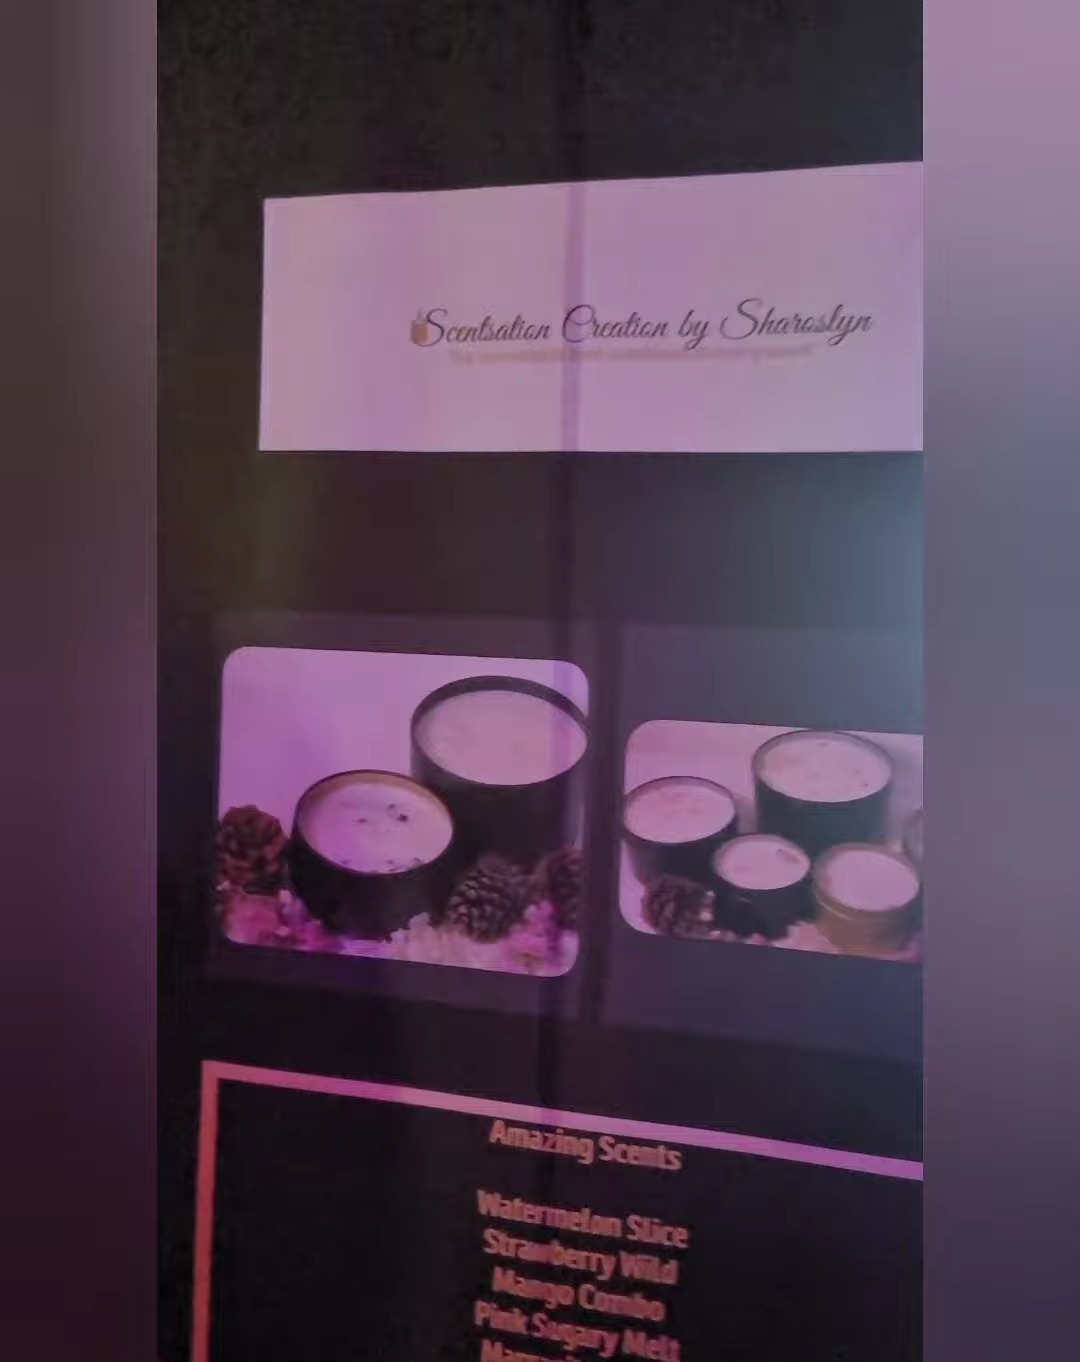 Scentsation Creation by Sharoslyn
Amazing Scents
Watermelon Slice
Strawberry Wild
Mango Combo
Pink Sugary Melt